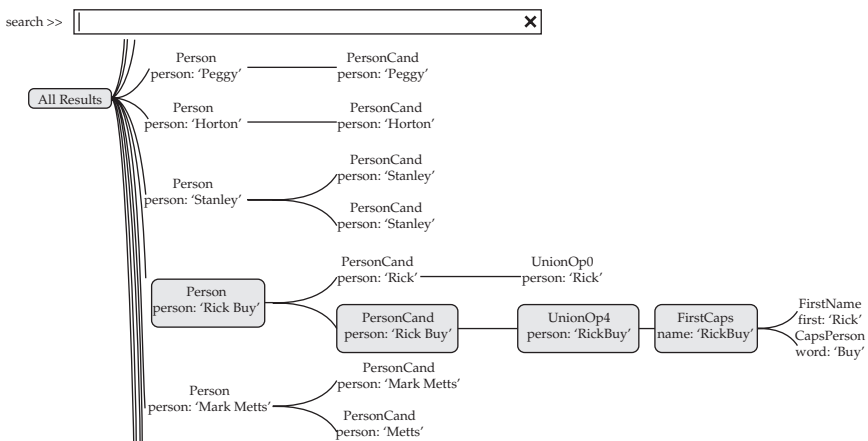 search >>
All Results
Person
person: ‘Peggy’
PersonCand
person: ‘Peggy’
Person
person: ‘Horton’
PersonCand
person: ‘Horton’
Person
person: ‘Stanley’
PersonCand
person: ‘Stanley’
PersonCand
person: ‘Stanley’
Person
person: ‘Rick Buy’
PersonCand
person: ‘Rick’
UnionOp0
person: ‘Rick’
PersonCand
person: ‘Rick Buy’
UnionOp4
person: ‘RickBuy’
FirstCaps
name: ‘RickBuy’
FirstName
first: ‘Rick’
CapsPerson
word: ‘Buy’
Person
person: ‘Mark Metts’
PersonCand
person: ‘Mark Metts’
PersonCand
person: ‘Metts’